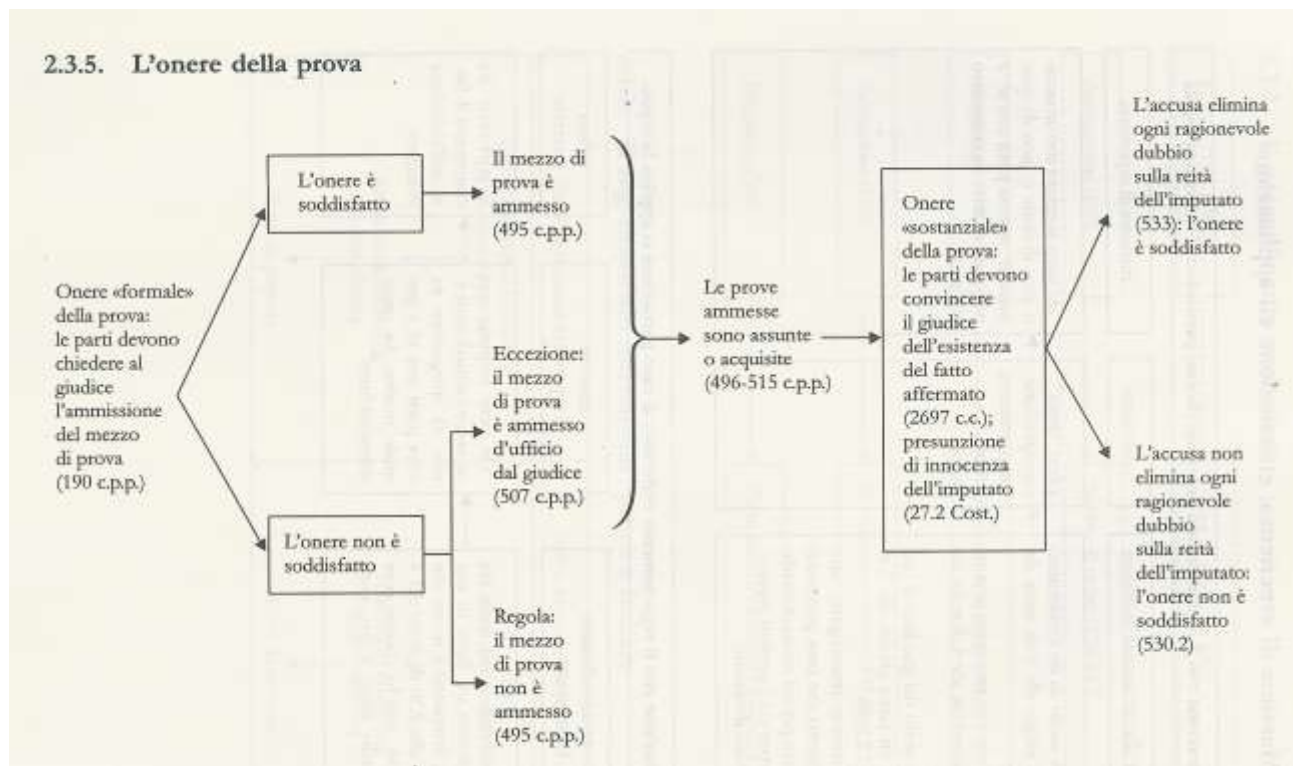 2.3.5. L'onere della prova
Onere «formale»
della prova:
le parti devono
chiedere al
giudice
l'ammissione
del mezzo
di prova
(190 c.p.p.)
L'onere è
soddisfatto
Il mezzo di
prova è
ammesso
(495 c.p.p.)
L'onere non è
soddisfatto
Eccezione:
il mezzo
di prova
è ammesso
d'ufficio
dal giudice
(507 c.p.p.)
Regola:
il mezzo
di prova
non è
ammesso
(495 c.p.p.)
Le prove
ammesse
sono assunte
o acquisite
(496-515 c.p.p.)
Onere
«sostanziale»
della prova:
le parti devono
convincere
il giudice
dell'esistenza
del fatto
affermato
(2697 c.c.);
presunzione
di innocenza
dell'imputato
(27.2 Cost.)
L'accusa elimina
ogni ragionevole
dubbio
sulla reità
dell'imputato
(533): l'onere
è soddisfatto
L'accusa non
elimina ogni
ragionevole
dubbio
sulla reità
dell'imputato:
l'onere non è
soddisfatto
(530.2)